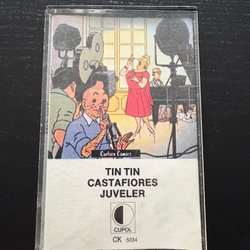 Carlsen Comics
TIN TIN
CASTAFIORES
JUVELER
CUPOL
CK 5034